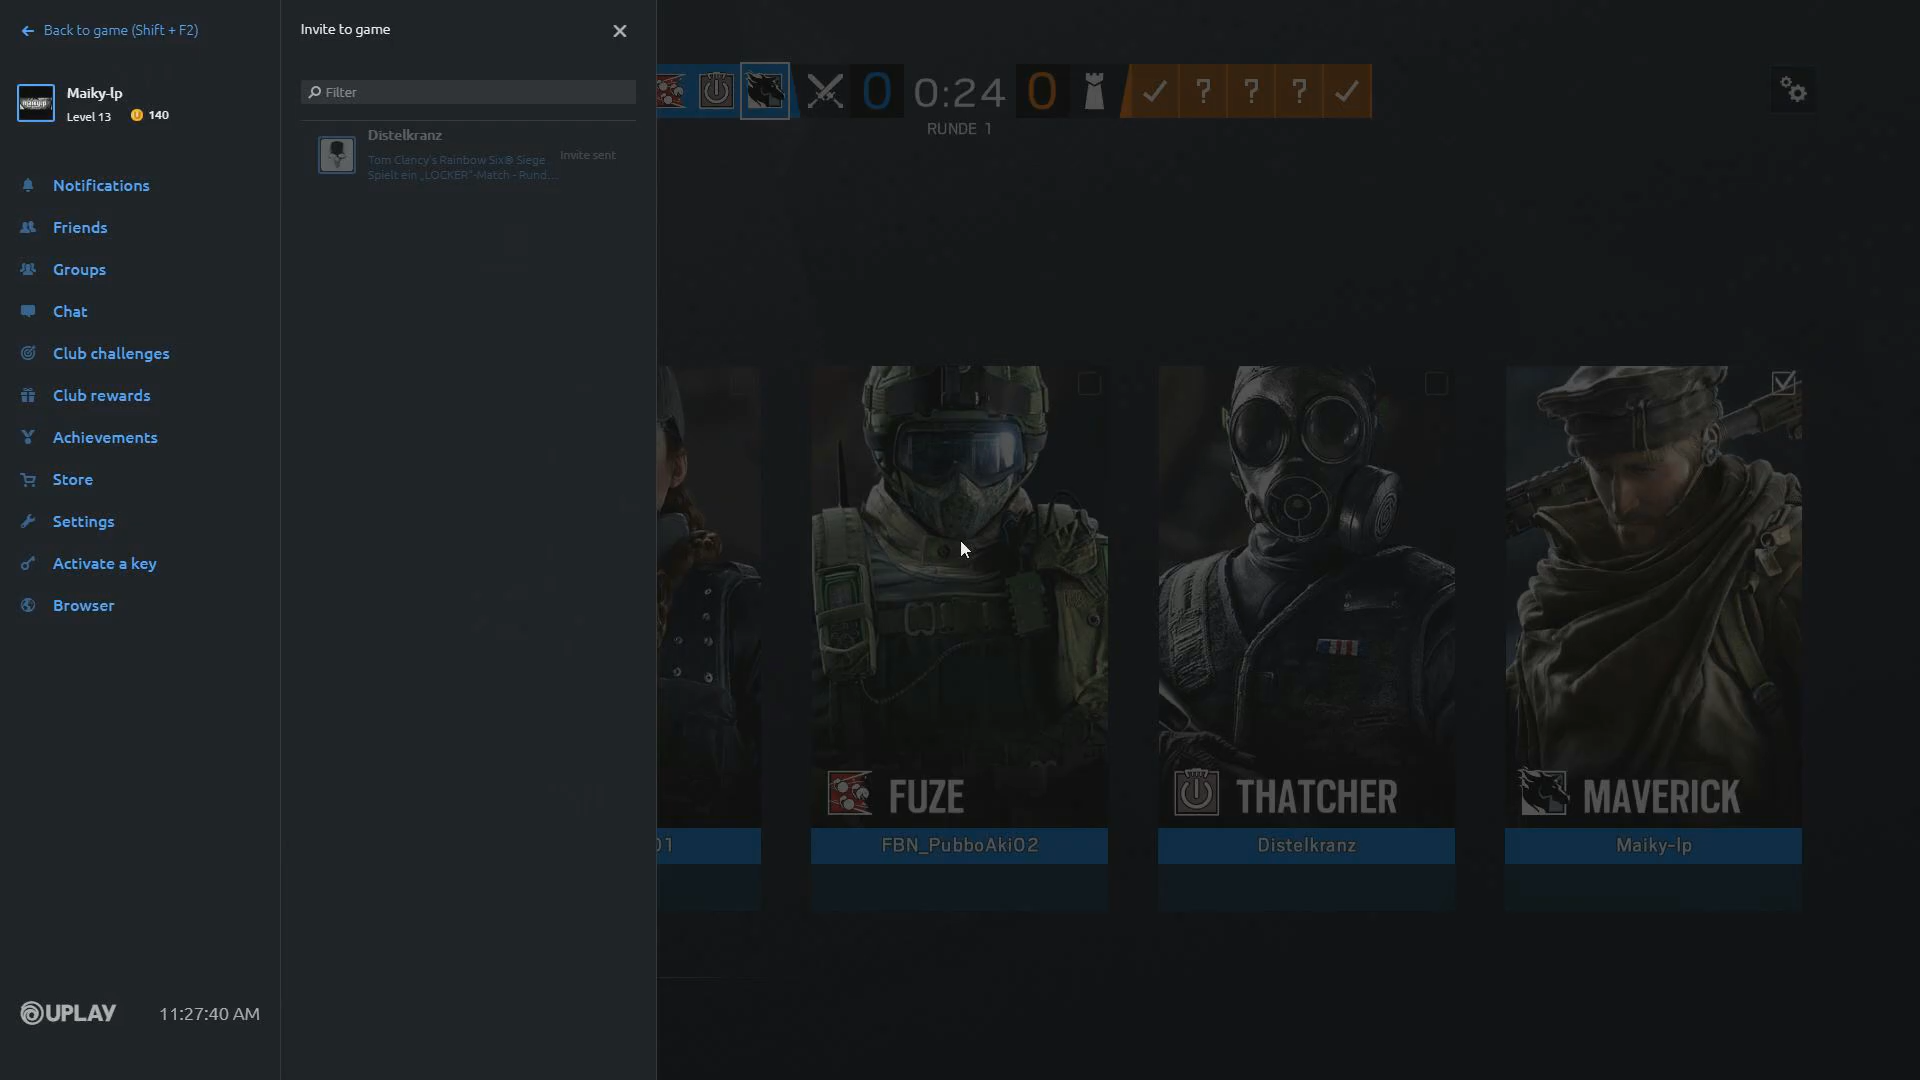 Back to game (Shift + F2)
Maiky-lp
Level 13
140
Notifications
Friends
Groups
Chat
Club challenges
Club rewards
Achievements
Store
Settings
Activate a key
Browser
UPLAY
11:27:40 AM
Invite to game
Filter
Distelkranz
Tom Clancy's Rainbow Six® Siege
Spielt ein „LOCKER"-Match - Rund...
Invite sent
0 0:24 0
RUNDE 1
? ? ?
FUZE
THATCHER
MAVERICK
01
FBN_PubboAki02
Distelkranz
Maiky-lp